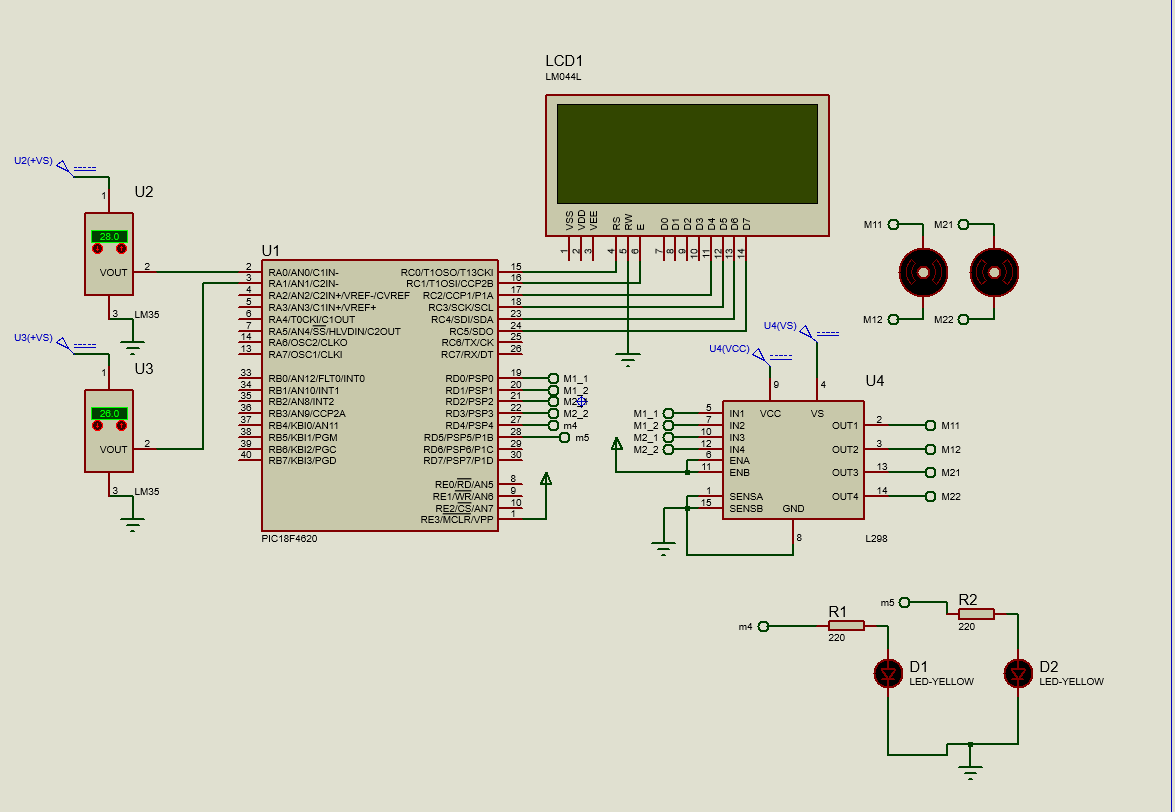 LCD1
LM044L
VSS
VDD
VEE
RS
RW
E
D0
D1
D2
D3
D4
D5
D6
D7
1
2
3
4
5
6
7
8
9
10
11
12
13
14
U2(+VS)
1
U2
28.0
VOUT
2
3
LM35
U3(+VS)
1
U3
26.0
VOUT
2
3
LM35
U1
2 RA0/AN0/C1IN-
3 RA1/AN1/C2IN-
4 RA2/AN2/C2IN+/VREF-/CVREF
5 RA3/AN3/C1IN+/VREF+
6 RA4/T0CKI/C1OUT
7 RA5/AN4/SS/HLVDIN/C2OUT
14 RA6/OSC2/CLKO
13 RA7/OSC1/CLKI
33 RB0/AN12/FLT0/INT0
34 RB1/AN10/INT1
35 RB2/AN8/INT2
36 RB3/AN9/CCP2A
37 RB4/KBI0/AN11
38 RB5/KBI1/PGM
39 RB6/KBI2/PGC
40 RB7/KBI3/PGD
RC0/T1OSO/T13CKI 15
RC1/T1OSI/CCP2B 16
RC2/CCP1/P1A 17
RC3/SCK/SCL 18
RC4/SDI/SDA 23
RC5/SDO 24
RC6/TX/CK 25
RC7/RX/DT 26
RD0/PSP0 19 M1_1
RD1/PSP1 20 M1_2
RD2/PSP2 21
RD3/PSP3 22 M2_2
RD4/PSP4 27 m4
RD5/PSP5/P1B 28 m5
RD6/PSP6/P1C 29
RD7/PSP7/P1D 30
RE0/RD/AN5 8
RE1/WR/AN6 9
RE2/CS/AN7 10
RE3/MCLR/VPP 1
PIC18F4620
M11
M21
M12
M22
U4(VS)
U4(VCC)
U4
9
4
VCC
VS
M1_1 5 IN1
M1_2 7 IN2
M2_1 10 IN3
M2_2 12 IN4
6 ENA
11 ENB
1 SENSA
15 SENSB
GND
8
OUT1 2 M11
OUT2 3 M12
OUT3 13 M21
OUT4 14 M22
L298
m4
R1
220
m5
R2
220
D1
LED-YELLOW
D2
LED-YELLOW